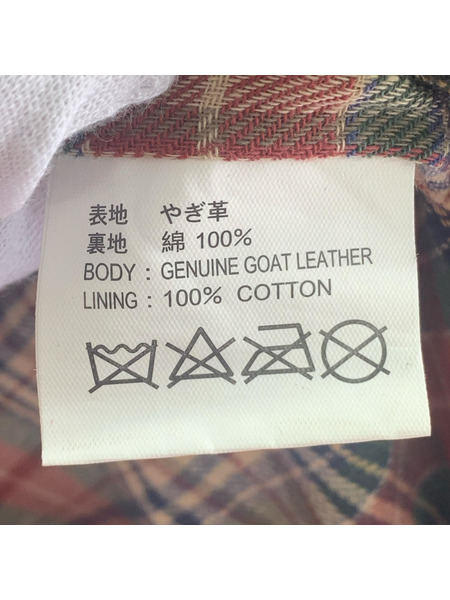 表地 やぎ革
裏地 綿 100%
BODY : GENUINE GOAT LEATHER
LINING : 100% COTTON